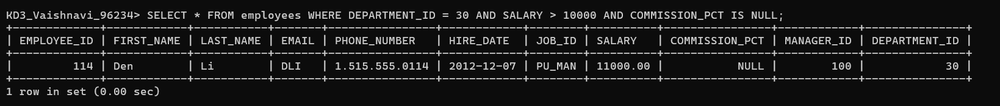 KD3_Vaishnavi_96234> SELECT * FROM employees WHERE DEPARTMENT_ID = 30 AND SALARY > 10000 AND COMMISSION_PCT IS NULL;
+-------------+------------+-----------+-------+----------------+------------+--------+----------+----------------+------------+---------------+
| EMPLOYEE_ID | FIRST_NAME | LAST_NAME | EMAIL | PHONE_NUMBER   | HIRE_DATE  | JOB_ID | SALARY   | COMMISSION_PCT | MANAGER_ID | DEPARTMENT_ID |
+-------------+------------+-----------+-------+----------------+------------+--------+----------+----------------+------------+---------------+
|         114 | Den        | Li        | DLI   | 1.515.555.0114 | 2012-12-07 | PU_MAN | 11000.00 |           NULL |        100 |            30 |
+-------------+------------+-----------+-------+----------------+------------+--------+----------+----------------+------------+---------------+
1 row in set (0.00 sec)